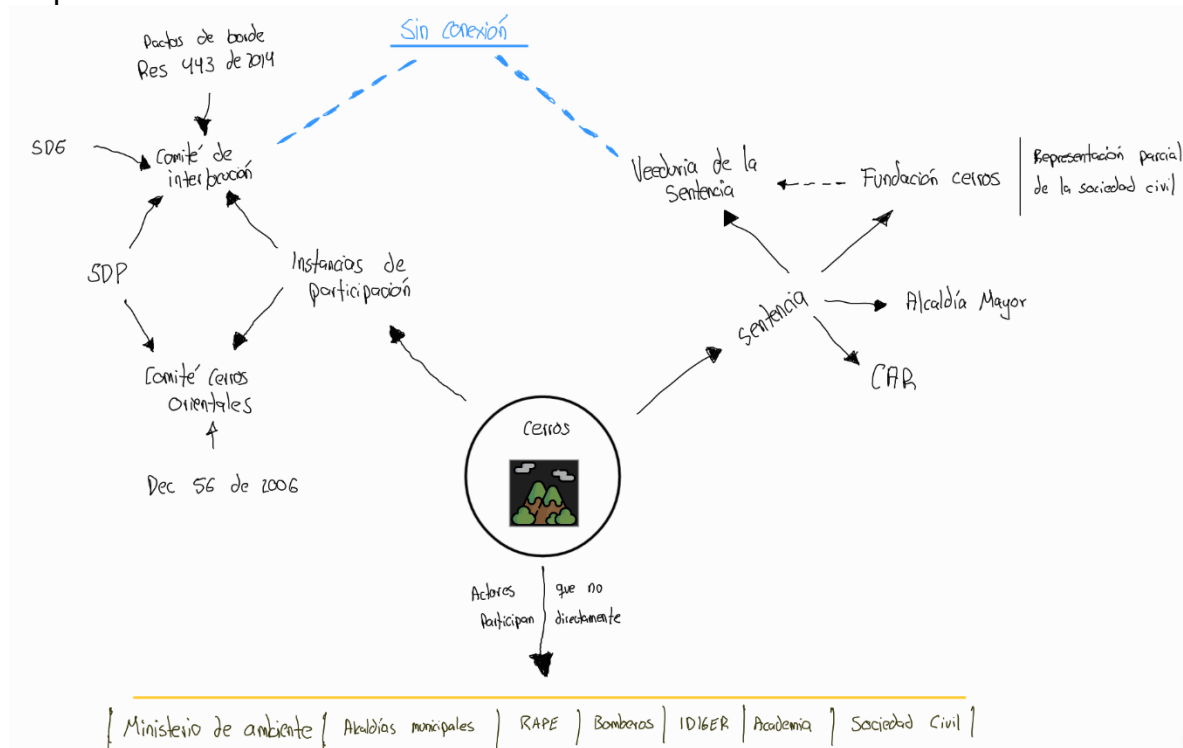 Sin conexión
Pactos de borde
Res 443 de 2014
SDG
Comité de
interlocución
SDP
Instancias de
participación
Comité Cerros
Orientales
Dec 56 de 2006
Veeduria de la
Sentencia
Fundación cerros
Representación parcial
de la sociedad civil
Sentencia
Alcaldía Mayor
CAR
Cerros
Actores que no
Participan directamente
Ministerio de ambiente | Alcaldías municipales | RAPE | Bomberos | IDIGER | Academia | Sociedad Civil